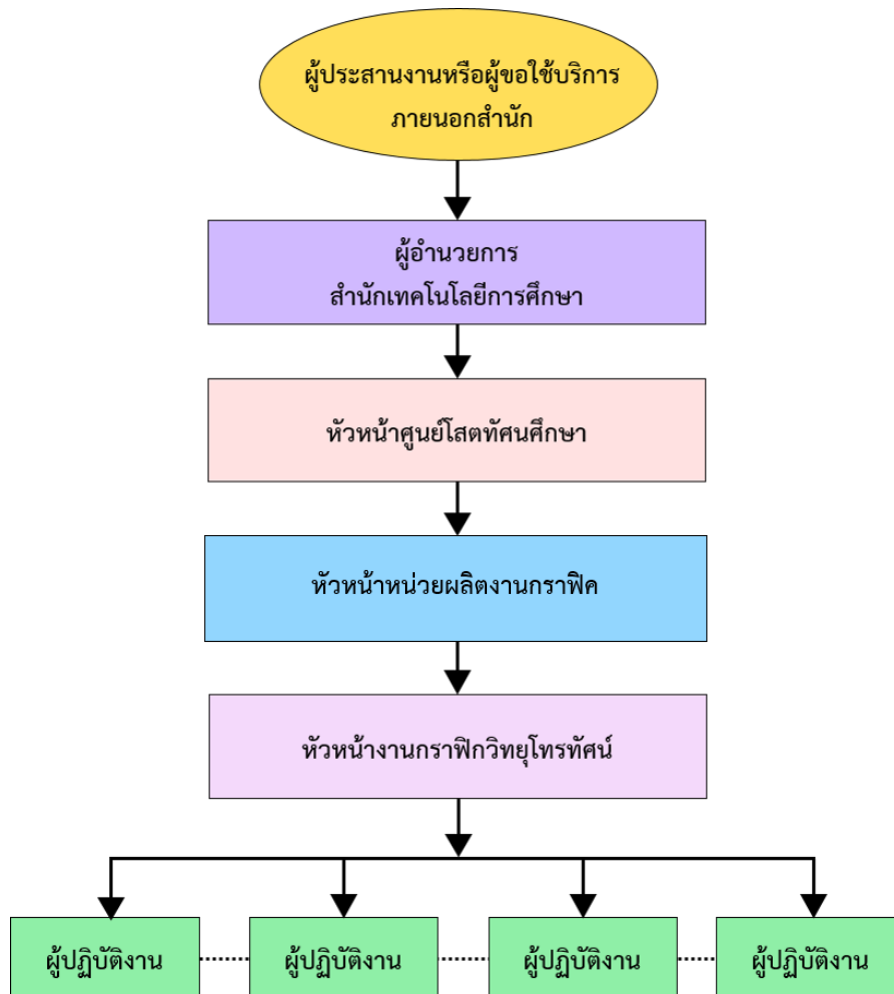 ผู้ประสานงานหรือผู้ขอใช้บริการ
ภายนอกสำนัก
ผู้อำนวยการ
สำนักเทคโนโลยีการศึกษา
หัวหน้าศูนย์โสตทัศนศึกษา
หัวหน้าหน่วยผลิตงานกราฟิค
หัวหน้างานกราฟิกวิทยุโทรทัศน์
ผู้ปฏิบัติงาน
ผู้ปฏิบัติงาน
ผู้ปฏิบัติงาน
ผู้ปฏิบัติงาน